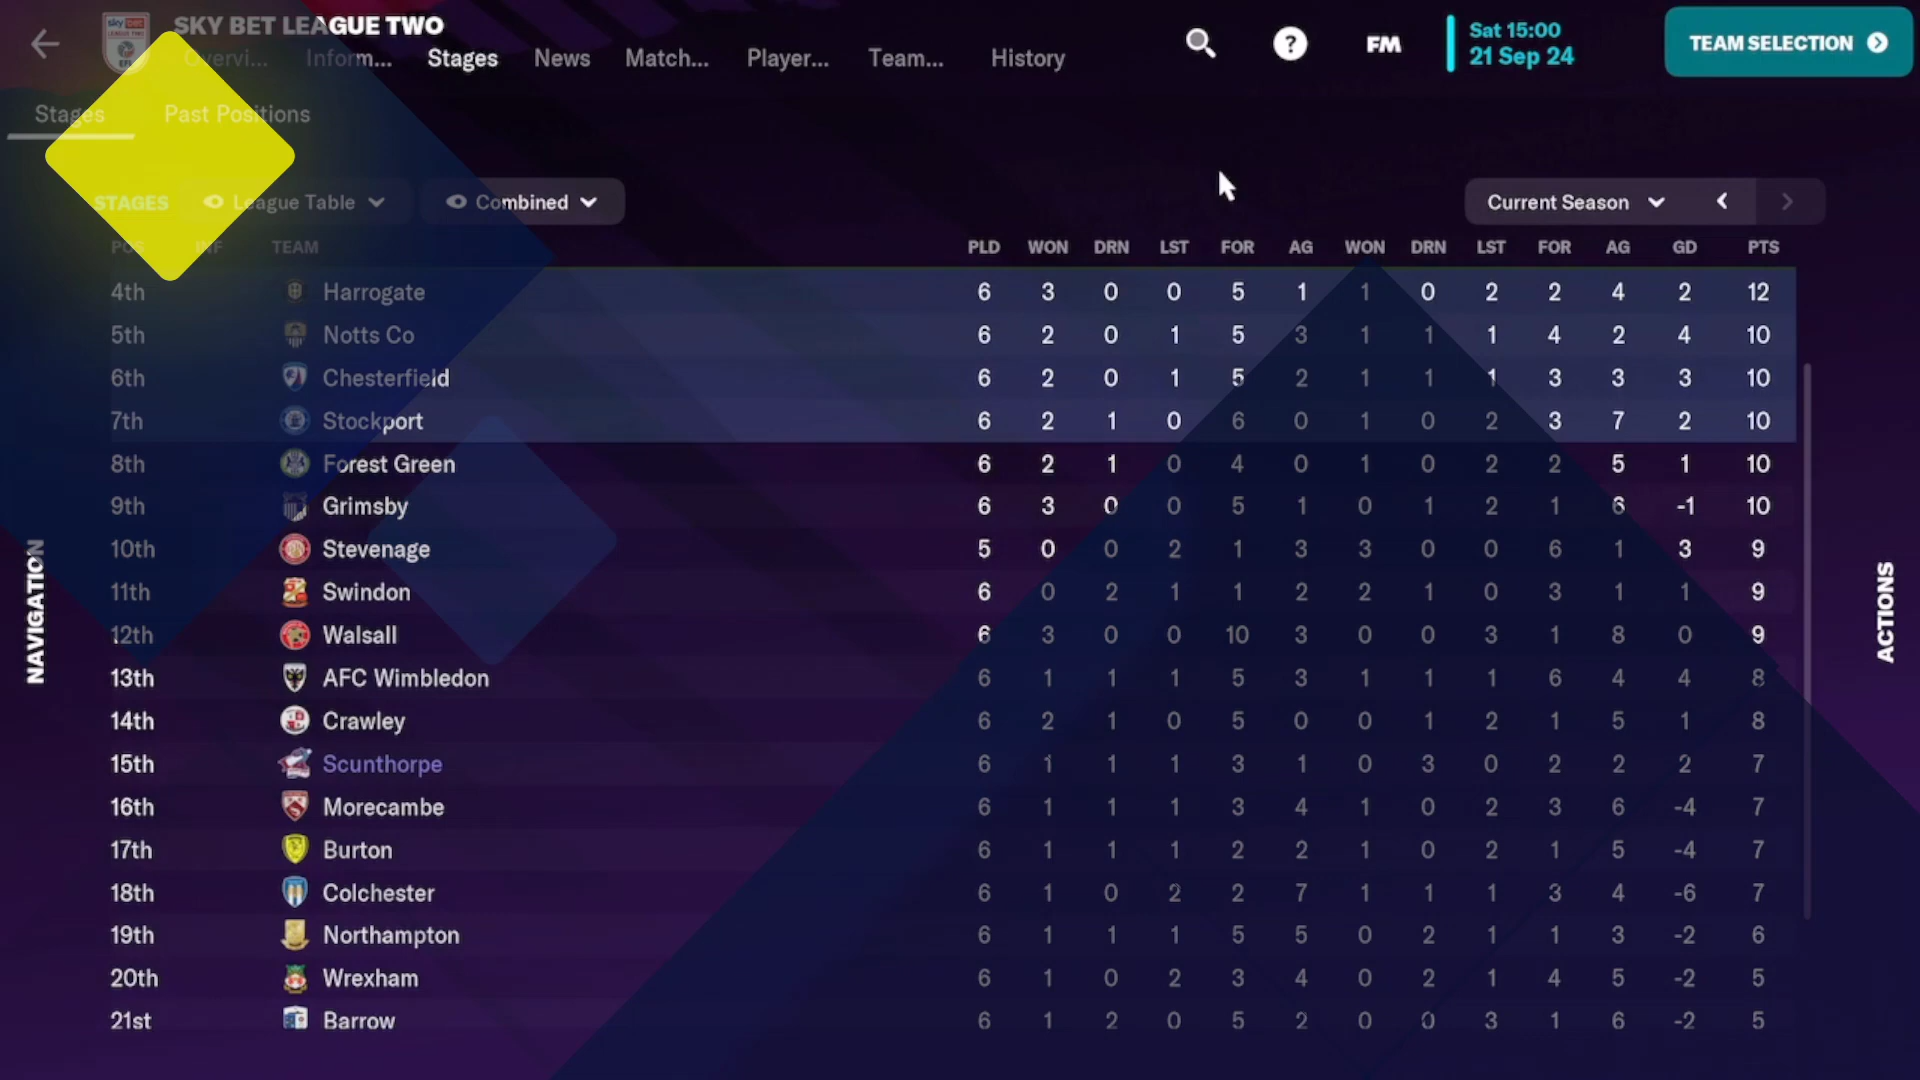 SKY BET LEAGUE TWO
Overvi... Inform... Stages News Match... Player... Team... History
FM
Sat 15:00
21 Sep 24
TEAM SELECTION
Stages Past Positions
STAGES League Table Combined Current Season
POS INF TEAM PLD WON DRN LST FOR AG WON DRN LST FOR AG GD PTS
4th Harrogate 6 3 0 0 5 1 1 0 2 2 4 2 12
5th Notts Co 6 2 0 1 5 3 1 1 1 4 2 4 10
6th Chesterfield 6 2 0 1 5 2 1 1 1 3 3 3 10
7th Stockport 6 2 1 0 6 0 1 0 2 3 7 2 10
8th Forest Green 6 2 1 0 4 0 1 0 2 2 5 1 10
9th Grimsby 6 3 0 0 5 1 0 1 2 1 6 -1 10
10th Stevenage 5 0 0 2 1 3 3 0 0 6 1 3 9
11th Swindon 6 0 2 1 1 2 2 1 0 3 1 1 9
12th Walsall 6 3 0 0 10 3 0 0 3 1 8 0 9
13th AFC Wimbledon 6 1 1 1 5 3 1 1 1 6 4 4 8
14th Crawley 6 2 1 0 5 0 0 1 2 1 5 1 8
15th Scunthorpe 6 1 1 1 3 1 0 3 0 2 2 2 7
16th Morecambe 6 1 1 1 3 4 1 0 2 3 6 -4 7
17th Burton 6 1 1 1 2 2 1 0 2 1 5 -4 7
18th Colchester 6 1 0 2 2 7 1 1 1 3 4 -6 7
19th Northampton 6 1 1 1 5 5 0 2 1 1 3 -2 6
20th Wrexham 6 1 0 2 3 4 0 2 1 4 5 -2 5
21st Barrow 6 1 2 0 5 2 0 0 3 1 6 -2 5
NAVIGATION
ACTIONS